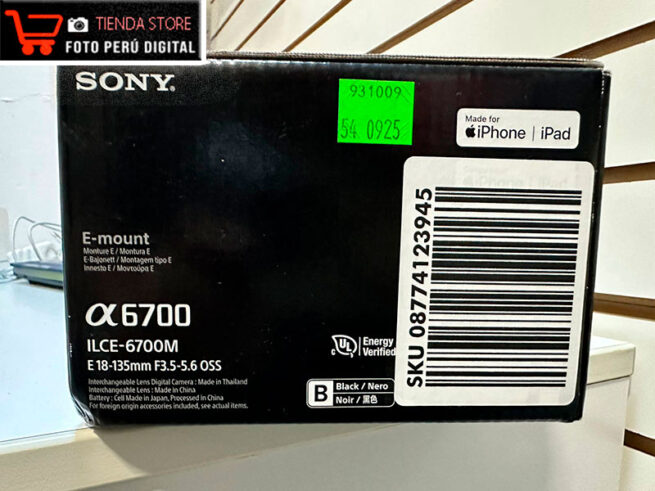 TIENDA STORE
FOTO PERÚ DIGITAL
SONY.
931009
54 0925
Made for
iPhone | iPad
E-mount
Monture E / Montura E
E-Bajonett / Montagem tipo E
Innesto E / Μοντούρα E
α6700
ILCE-6700M
E 18-135mm F3.5-5.6 OSS
Interchangeable Lens Digital Camera : Made in Thailand
Interchangeable Lens : Made in China
Battery : Cell Made in Japan, Processed in China
For foreign origin accessories included, see actual items.
c UL
Energy
Verified
B
Black / Nero
Noir / 黑色
SKU 08774123945